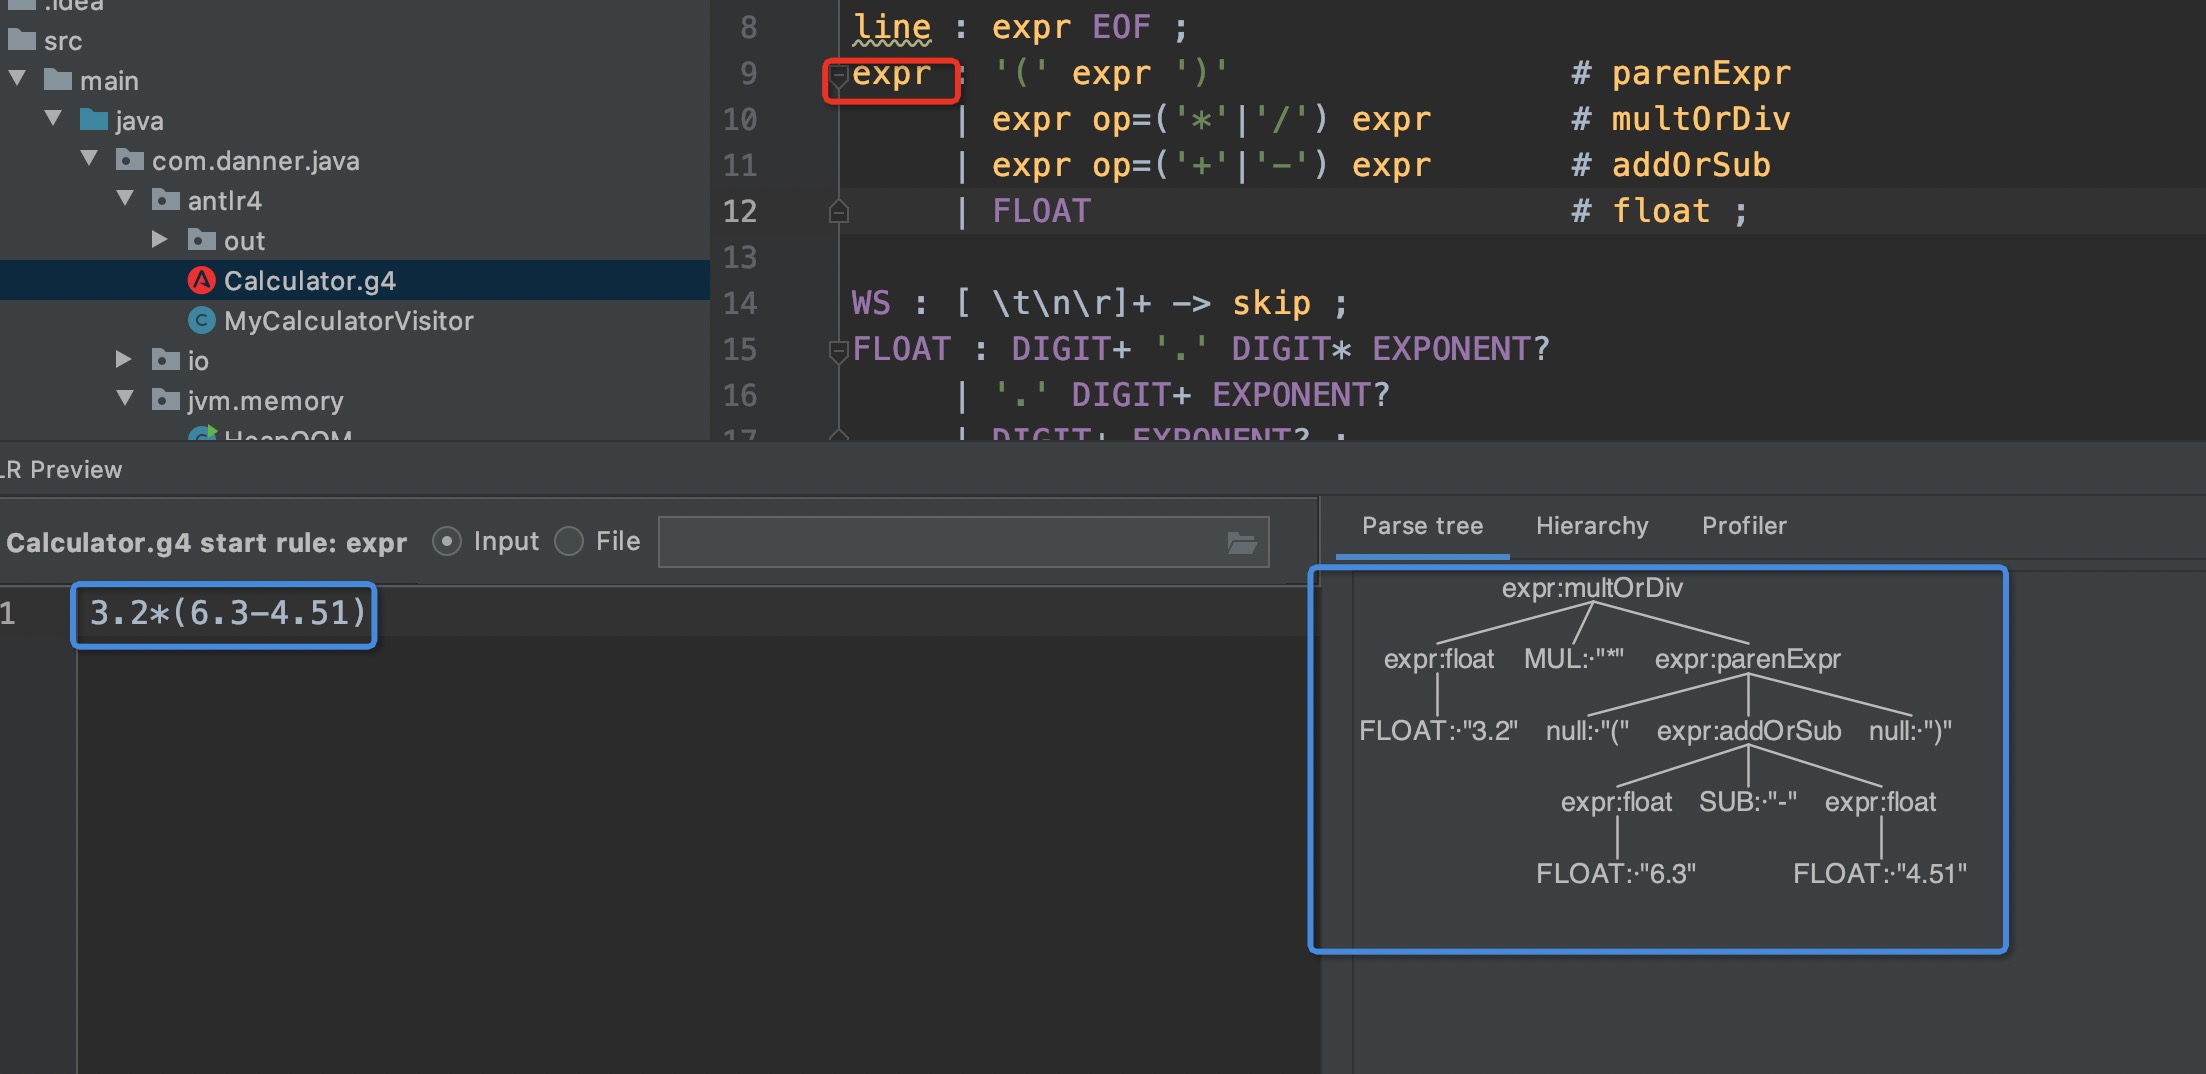 .idea
src
main
java
com.danner.java
antlr4
out
Calculator.g4
MyCalculatorVisitor
io
jvm.memory
8 line : expr EOF ;
9 expr : '(' expr ')' # parenExpr
10 | expr op=('*'|'/') expr # multOrDiv
11 | expr op=('+'|'-') expr # addOrSub
12 | FLOAT # float ;
13
14 WS : [ \t\n\r]+ -> skip ;
15 FLOAT : DIGIT+ '.' DIGIT* EXPONENT?
16 | '.' DIGIT+ EXPONENT?
17 | DIGIT+ EXPONENT? ;
LR Preview
Calculator.g4 start rule: expr Input File
1 3.2*(6.3-4.51)
Parse tree Hierarchy Profiler
expr:multOrDiv
expr:float MUL:·"*" expr:parenExpr
FLOAT:·"3.2" null:·"(" expr:addOrSub null:·")"
expr:float SUB:·"-" expr:float
FLOAT:·"6.3" FLOAT:·"4.51"